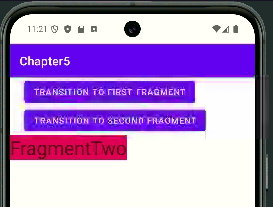 11:21
Chapter5
TRANSITION TO FIRST FRAGMENT
TRANSITION TO SECOND FRAGMENT
FragmentTwo